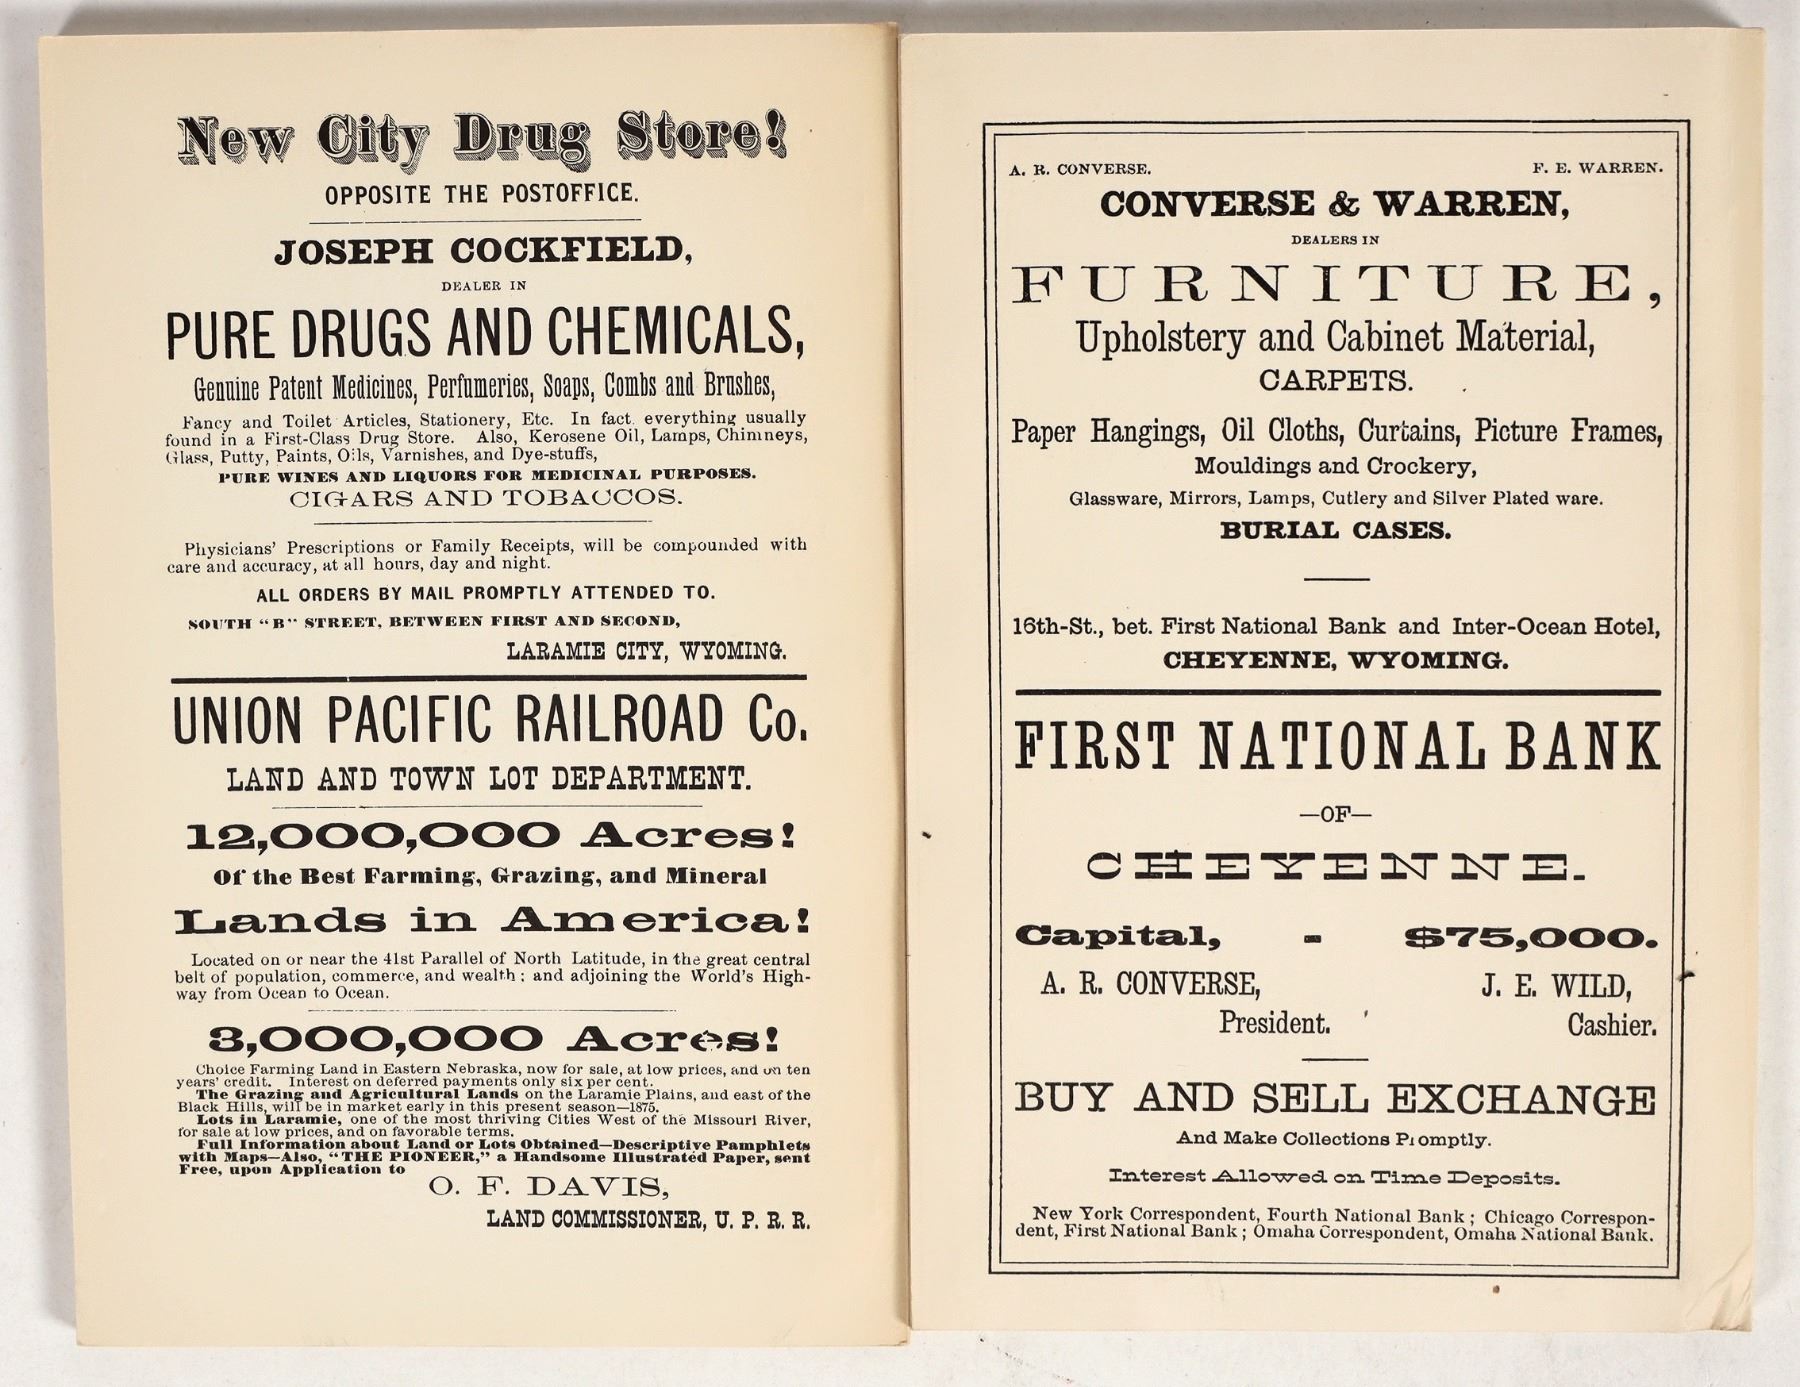 New City Drug Store!
OPPOSITE THE POSTOFFICE.
JOSEPH COCKFIELD,
DEALER IN
PURE DRUGS AND CHEMICALS,
Genuine Patent Medicines, Perfumeries, Soaps, Combs and Brushes,
Fancy and Toilet Articles, Stationery, Etc. In fact everything usually
found in a First-Class Drug Store. Also, Kerosene Oil, Lamps, Chimneys,
Glass, Putty, Paints, Oils, Varnishes, and Dye-stuffs,
PURE WINES AND LIQUORS FOR MEDICINAL PURPOSES.
CIGARS AND TOBACCOS.
Physicians' Prescriptions or Family Receipts, will be compounded with
care and accuracy, at all hours, day and night.
ALL ORDERS BY MAIL PROMPTLY ATTENDED TO.
SOUTH "B" STREET, BETWEEN FIRST AND SECOND,
LARAMIE CITY, WYOMING.
UNION PACIFIC RAILROAD Co.
LAND AND TOWN LOT DEPARTMENT.
12,000,000 Acres!
Of the Best Farming, Grazing, and Mineral
Lands in America!
Located on or near the 41st Parallel of North Latitude, in the great central
belt of population, commerce, and wealth; and adjoining the World's High-
way from Ocean to Ocean.
3,000,000 Acres!
Choice Farming Land in Eastern Nebraska, now for sale, at low prices, and on ten
years' credit. Interest on deferred payments only six per cent.
The Grazing and Agricultural Lands on the Laramie Plains, and east of the
Black Hills, will be in market early in this present season—1875.
Lots in Laramie, one of the most thriving Cities West of the Missouri River,
for sale at low prices, and on favorable terms.
Full Information about Land or Lots Obtained—Descriptive Pamphlets
with Maps—Also, "THE PIONEER," a Handsome Illustrated Paper, sent
Free, upon Application to
O. F. DAVIS,
LAND COMMISSIONER, U. P. R. R.
A. R. CONVERSE. F. E. WARREN.
CONVERSE & WARREN,
DEALERS IN
FURNITURE,
Upholstery and Cabinet Material,
CARPETS.
Paper Hangings, Oil Cloths, Curtains, Picture Frames,
Mouldings and Crockery,
Glassware, Mirrors, Lamps, Cutlery and Silver Plated ware.
BURIAL CASES.
16th-St., bet. First National Bank and Inter-Ocean Hotel,
CHEYENNE, WYOMING.
FIRST NATIONAL BANK
—OF—
CHEYENNE.
Capital, - $75,000.
A. R. CONVERSE, J. E. WILD,
President. Cashier.
BUY AND SELL EXCHANGE
And Make Collections Promptly.
Interest Allowed on Time Deposits.
New York Correspondent, Fourth National Bank; Chicago Correspon-
dent, First National Bank; Omaha Correspondent, Omaha National Bank.